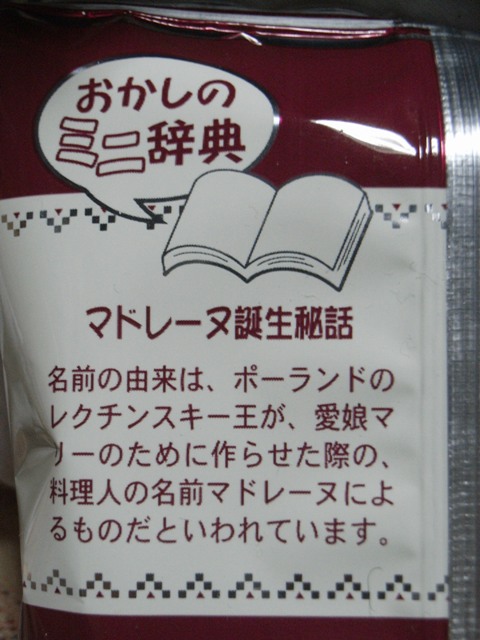 おかしの
ミニ辞典
マドレーヌ誕生秘話
名前の由来は、ポーランドの
レクチンスキー王が、愛娘マ
リーのために作らせた際の、
料理人の名前マドレーヌによ
るものだといわれています。